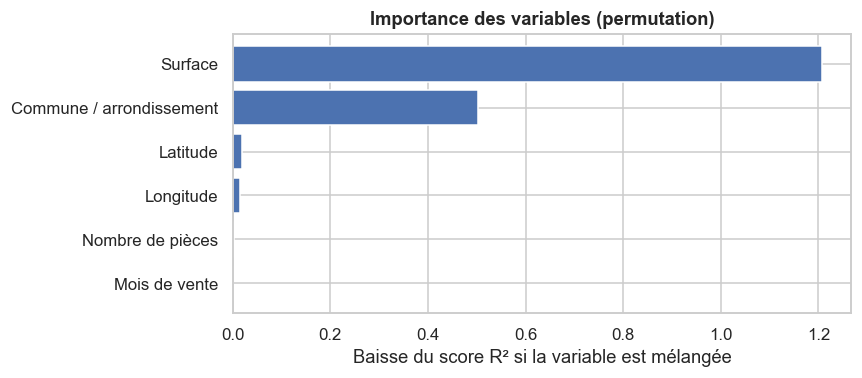 Importance des variables (permutation)
Surface
Commune / arrondissement
Latitude
Longitude
Nombre de pièces
Mois de vente
0.0 0.2 0.4 0.6 0.8 1.0 1.2
Baisse du score R² si la variable est mélangée